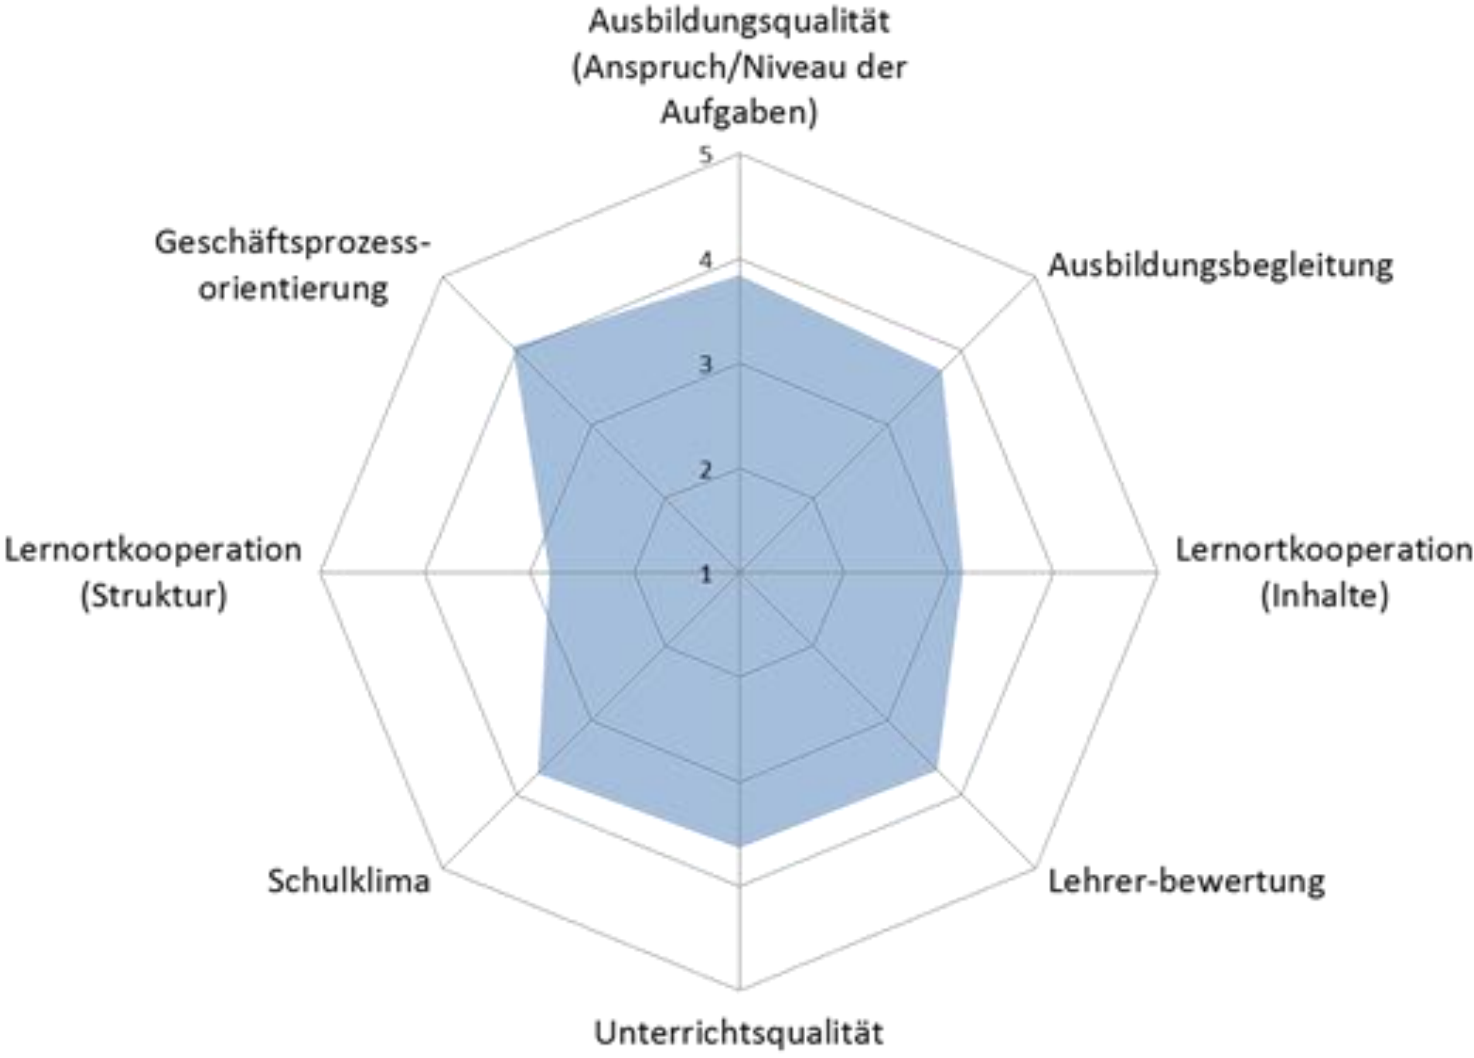 Ausbildungsqualität
(Anspruch/Niveau der
Aufgaben)
5
Geschäftsprozess-
orientierung
4
Ausbildungsbegleitung
3
2
Lernortkooperation
(Struktur)
1
Lernortkooperation
(Inhalte)
Schulklima
Lehrer-bewertung
Unterrichtsqualität